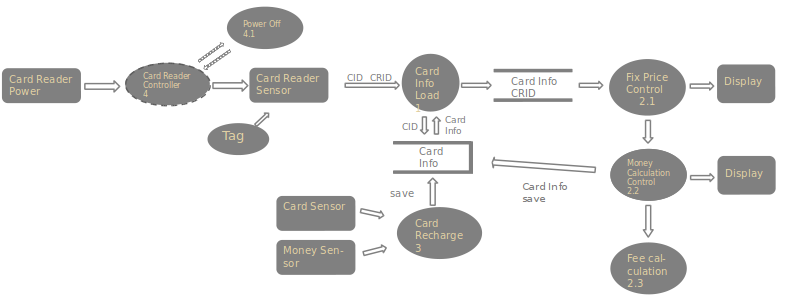 Power Off
4.1
Card Reader
Power
Card Reader
Controller
4
Card Reader
Sensor
Tag
CID CRID
Card
Info
Load
1
CID
Card
Info
Card Info
CRID
Fix Price
Control
2.1
Display
Card
Info
Money
Calculation
Control
2.2
Display
Card Info
save
save
Card Sensor
Money Sen-
sor
Card
Recharge
3
Fee cal-
culation
2.3